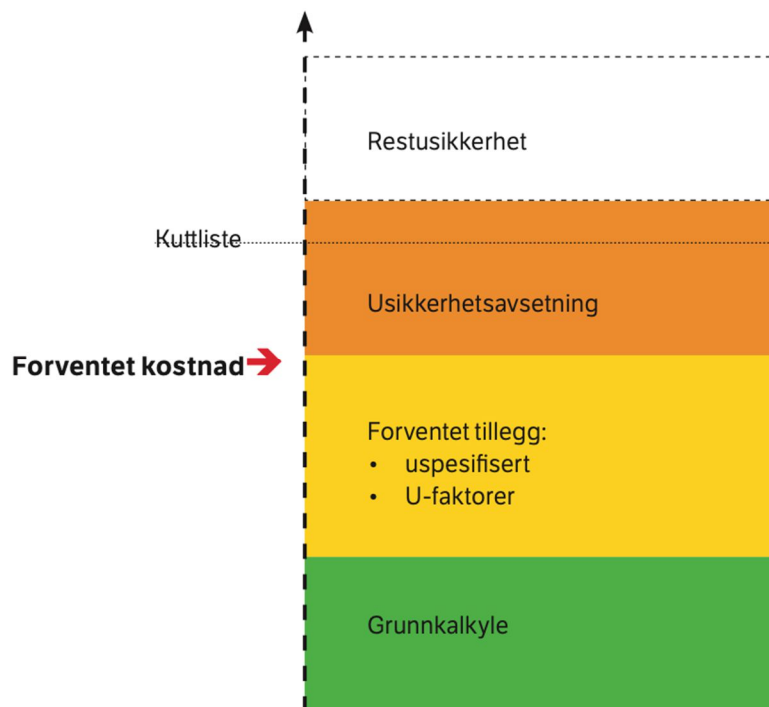 Restusikkerhet
Kuttliste
Usikkerhetsavsetning
Forventet kostnad
Forventet tillegg:
• uspesifisert
• U-faktorer
Grunnkalkyle